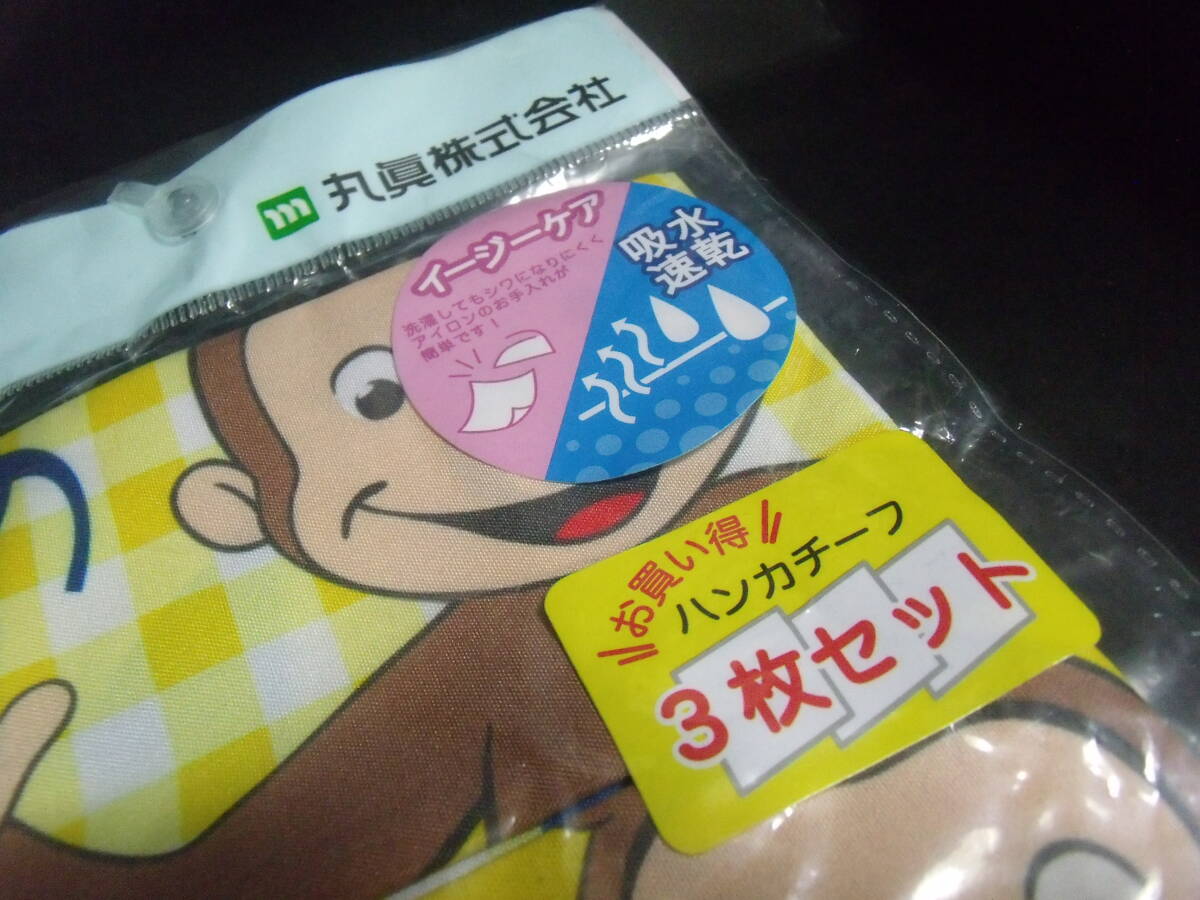 m 丸眞株式会社
イージーケア
洗濯してもシワになりにくく
アイロンのお手入れが
簡単です!
吸水
速乾
お買い得
ハンカチーフ
3枚セット